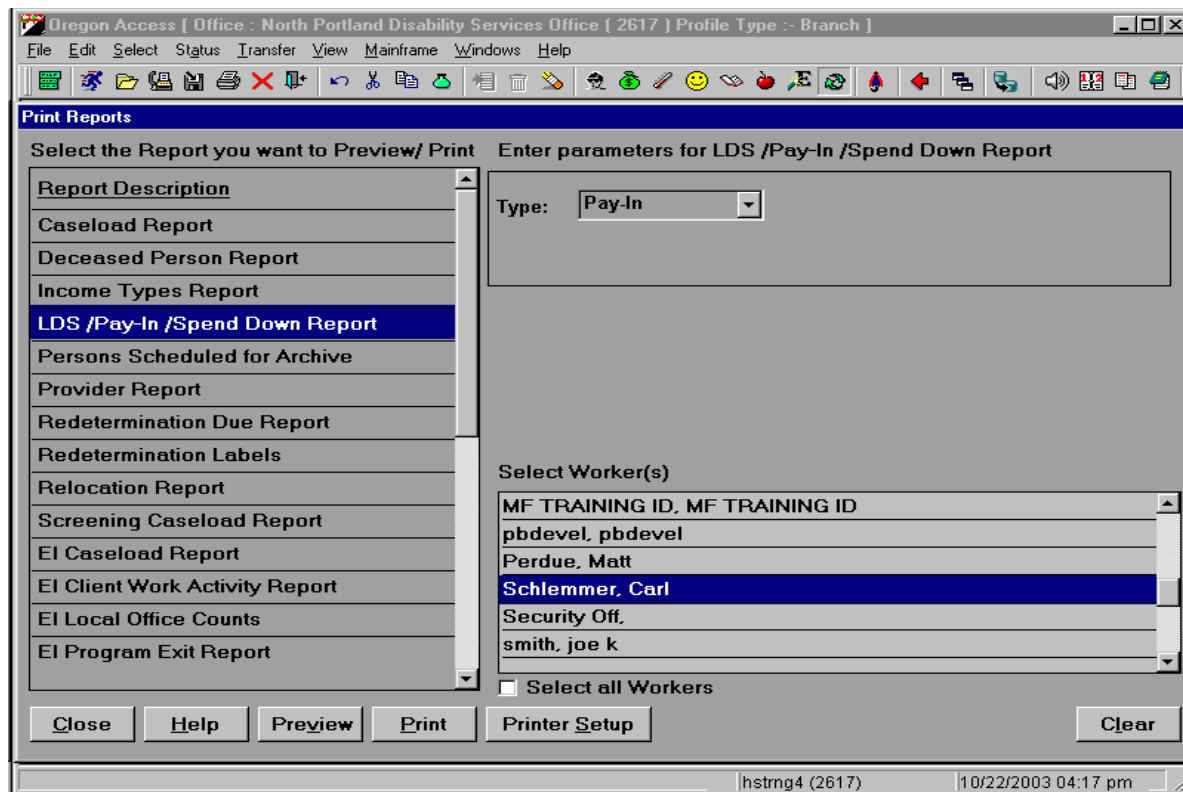 Oregon Access [ Office : North Portland Disability Services Office ( 2617 ) Profile Type :- Branch ]
File Edit Select Status Transfer View Mainframe Windows Help
Print Reports
Select the Report you want to Preview/ Print
Report Description
Caseload Report
Deceased Person Report
Income Types Report
LDS /Pay-In /Spend Down Report
Persons Scheduled for Archive
Provider Report
Redetermination Due Report
Redetermination Labels
Relocation Report
Screening Caseload Report
EI Caseload Report
EI Client Work Activity Report
EI Local Office Counts
EI Program Exit Report
Enter parameters for LDS /Pay-In /Spend Down Report
Type: Pay-In
Select Worker(s)
MF TRAINING ID, MF TRAINING ID
pbdevel, pbdevel
Perdue, Matt
Schlemmer, Carl
Security Off,
smith, joe k
Select all Workers
Close Help Preview Print Printer Setup Clear
hstrng4 (2617) 10/22/2003 04:17 pm